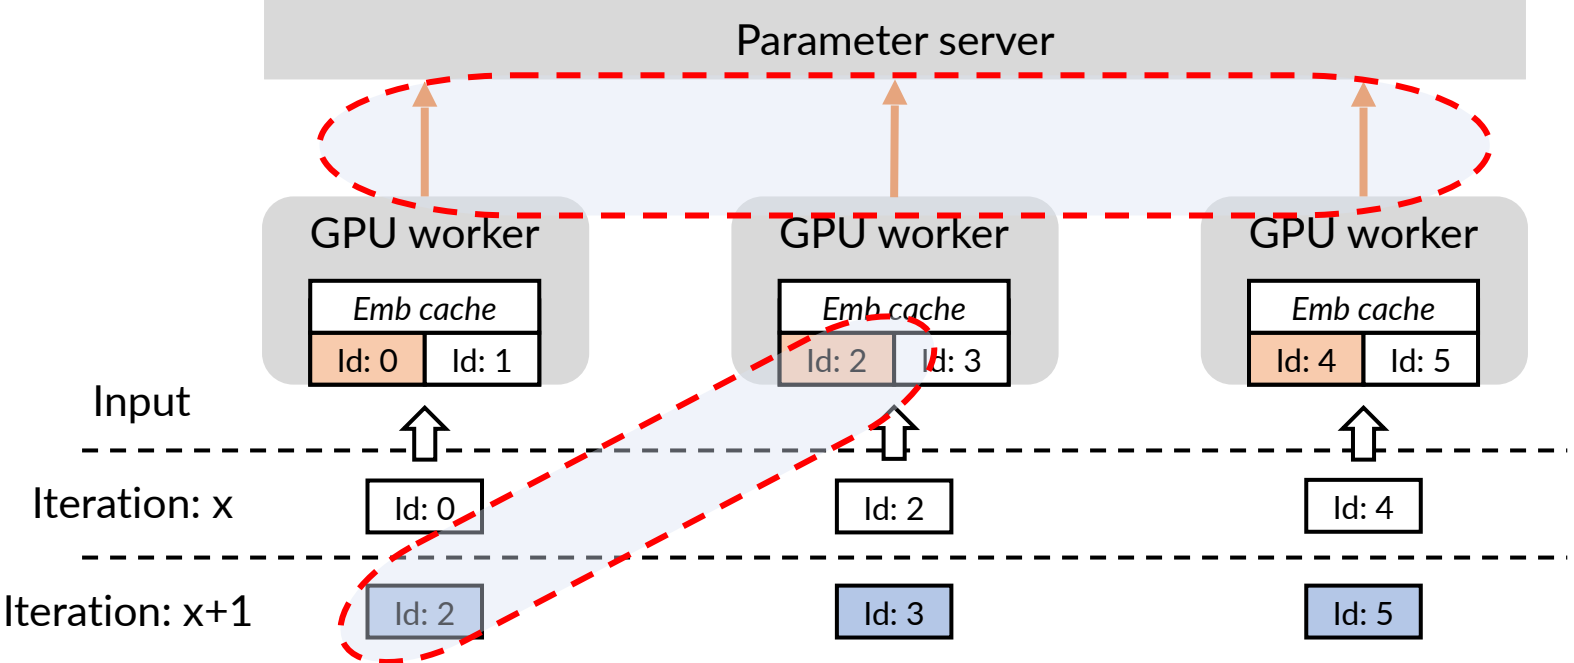 Parameter server
GPU worker GPU worker GPU worker
Emb cache Emb cache Emb cache
Id: 0 Id: 1 Id: 2 Id: 3 Id: 4 Id: 5
Input
Iteration: x Id: 0 Id: 2 Id: 4
Iteration: x+1 Id: 2 Id: 3 Id: 5